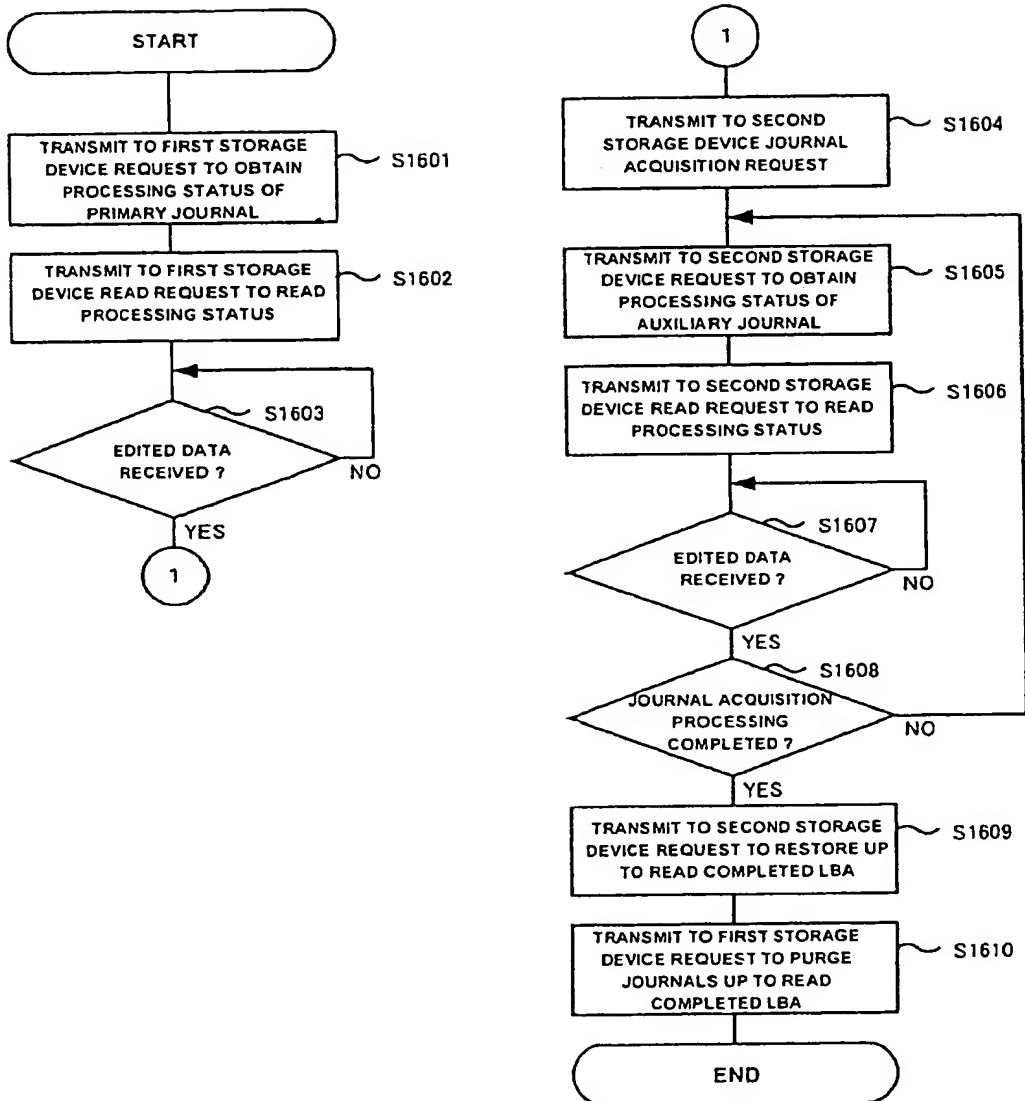 START
TRANSMIT TO FIRST STORAGE
DEVICE REQUEST TO OBTAIN
PROCESSING STATUS OF
PRIMARY JOURNAL
S1601
TRANSMIT TO FIRST STORAGE
DEVICE READ REQUEST TO READ
PROCESSING STATUS
S1602
S1603
EDITED DATA
RECEIVED ?
NO
YES
1
1
TRANSMIT TO SECOND
STORAGE DEVICE JOURNAL
ACQUISITION REQUEST
S1604
TRANSMIT TO SECOND STORAGE
DEVICE REQUEST TO OBTAIN
PROCESSING STATUS OF
AUXILIARY JOURNAL
S1605
TRANSMIT TO SECOND STORAGE
DEVICE READ REQUEST TO READ
PROCESSING STATUS
S1606
S1607
EDITED DATA
RECEIVED ?
NO
YES
S1608
JOURNAL ACQUISITION
PROCESSING
COMPLETED ?
NO
YES
TRANSMIT TO SECOND STORAGE
DEVICE REQUEST TO RESTORE UP
TO READ COMPLETED LBA
S1609
TRANSMIT TO FIRST STORAGE
DEVICE REQUEST TO PURGE
JOURNALS UP TO READ
COMPLETED LBA
S1610
END